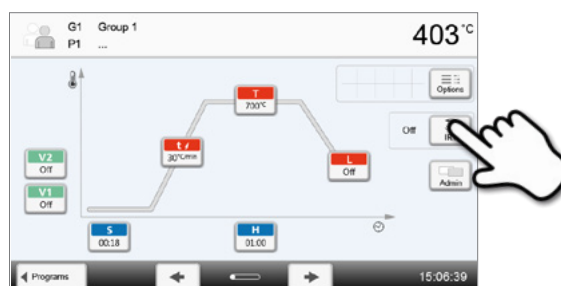 G1 Group 1
P1 ...
403°C
Options
T
700°C
Off
IR
t
30°C/min
V2
Off
L
Off
Admin
V1
Off
S
00:18
H
01:00
Programs
15:06:39